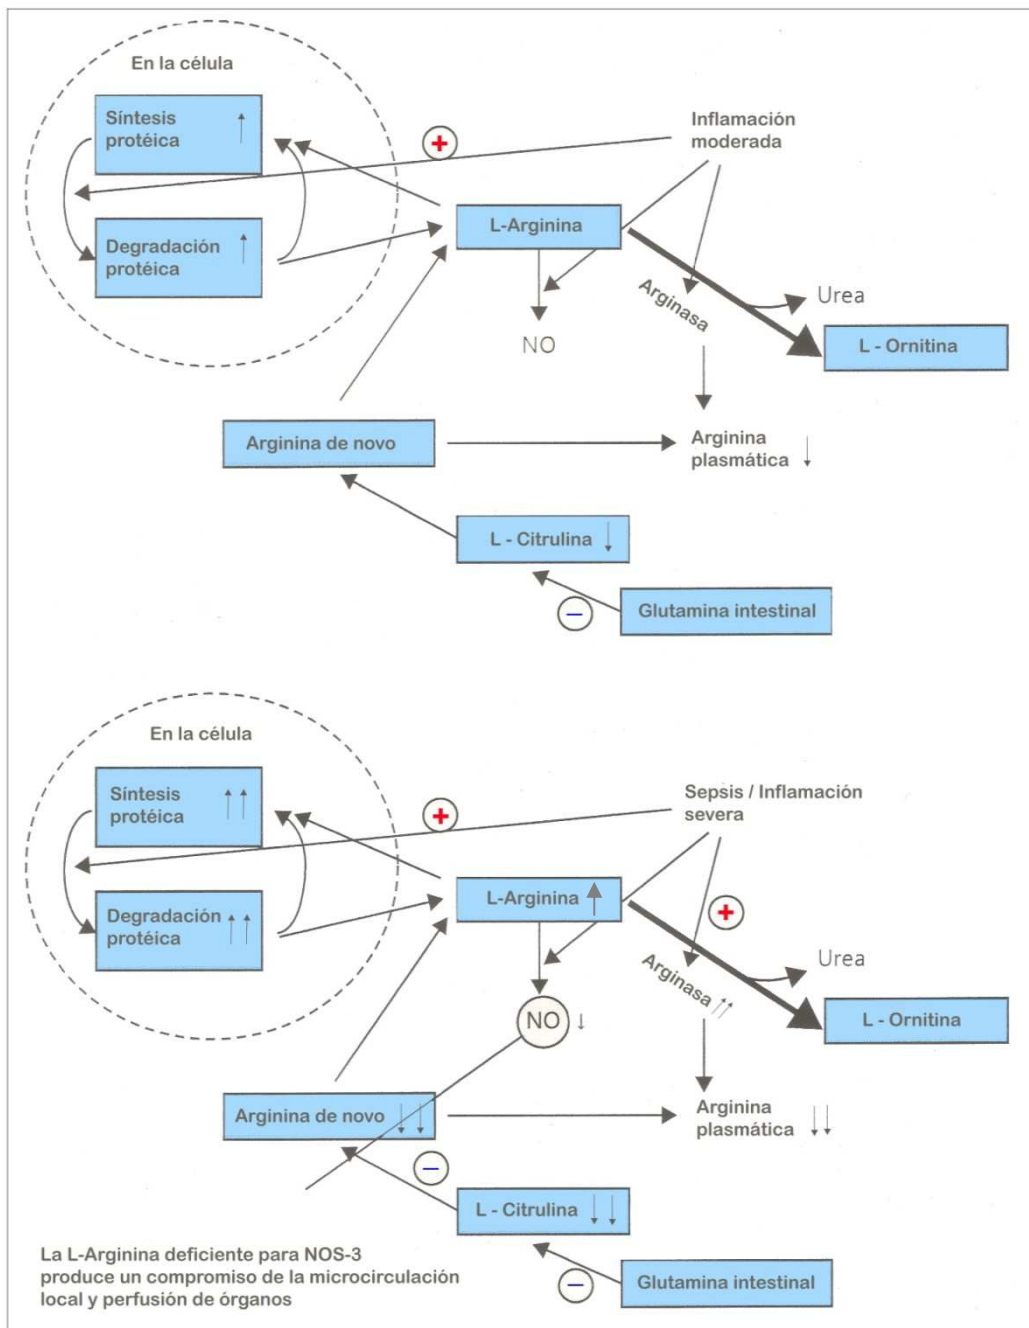 En la célula
Síntesis ↑
protéica
Inflamación
moderada
+
L-Arginina
Degradación ↑
protéica
Arginasa
Urea
NO
L - Ornitina
Arginina de novo
Arginina
plasmática ↓
L - Citrulina ↓
−
Glutamina intestinal
En la célula
Síntesis ↑↑
protéica
Sepsis / Inflamación
severa
+
L-Arginina ↑
+
Degradación ↑↑
protéica
Urea
Arginasa ↑↑
NO ↓
L - Ornitina
Arginina de novo ↓↓
Arginina
plasmática ↓↓
−
L - Citrulina ↓↓
La L-Arginina deficiente para NOS-3
produce un compromiso de la microcirculación
local y perfusión de órganos
−
Glutamina intestinal